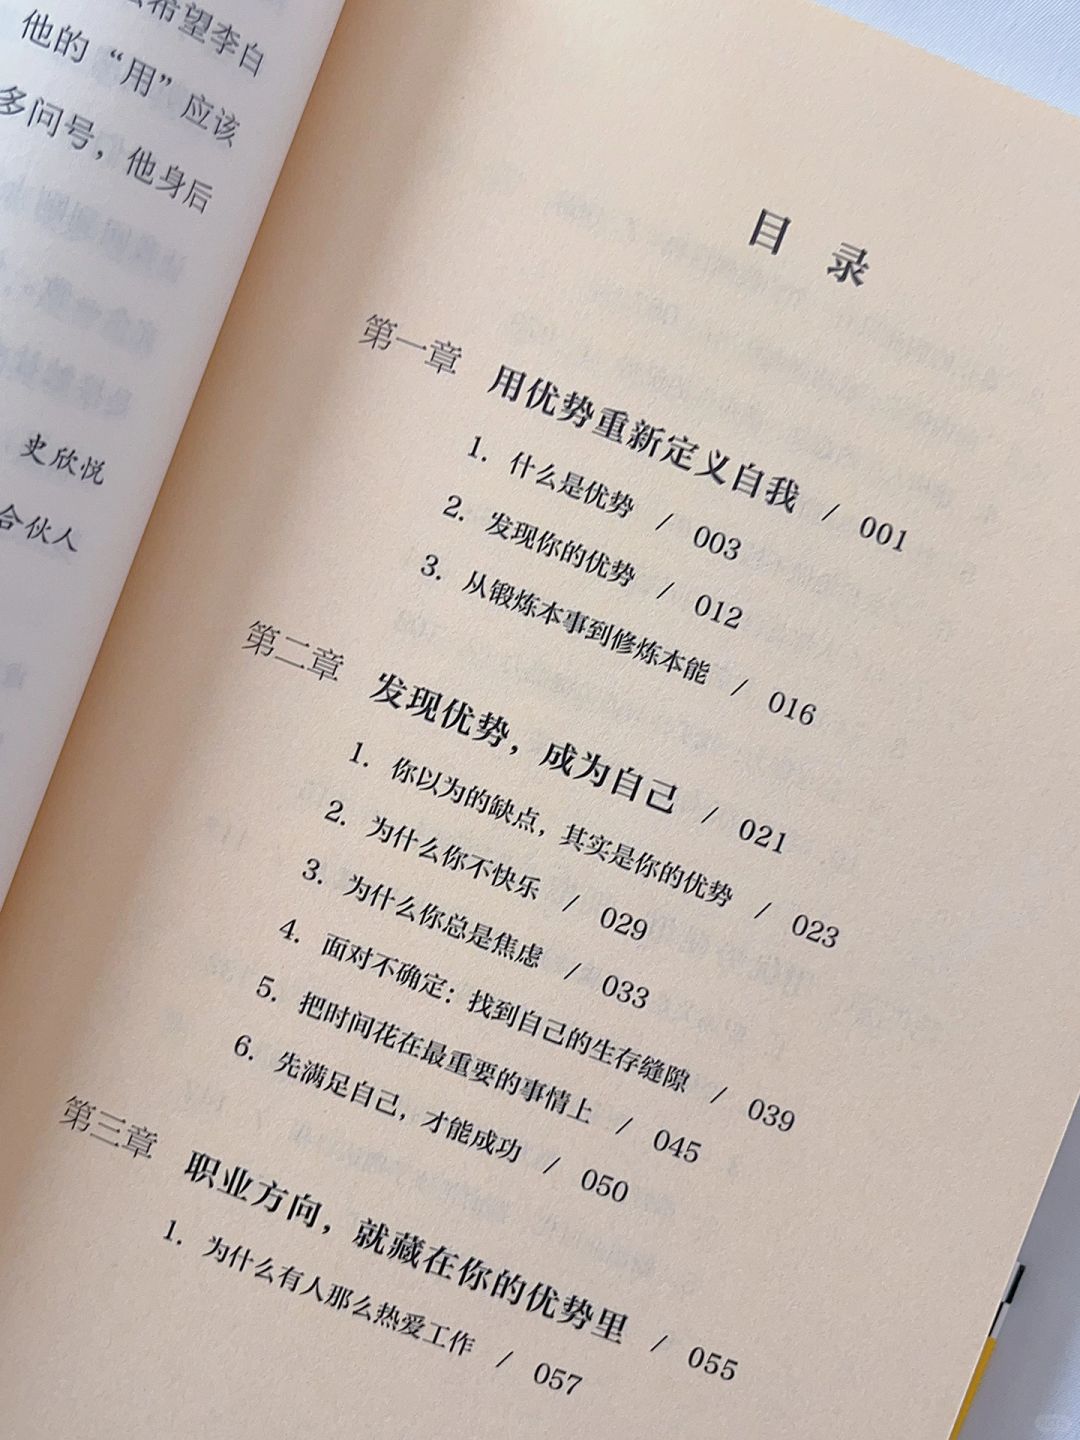 希望李白
他的“用”应该
多问号，他身后
史欣悦
合伙人
目 录
第一章 用优势重新定义自我 / 001
1. 什么是优势 / 003
2. 发现你的优势 / 012
3. 从锻炼本事到修炼本能 / 016
第二章 发现优势，成为自己 / 021
1. 你以为的缺点，其实是你的优势 / 023
2. 为什么你不快乐 / 029
3. 为什么你总是焦虑 / 033
4. 面对不确定：找到自己的生存缝隙 / 039
5. 把时间花在最重要的事情上 / 045
6. 先满足自己，才能成功 / 050
第三章 职业方向，就藏在你的优势里 / 055
1. 为什么有人那么热爱工作 / 057